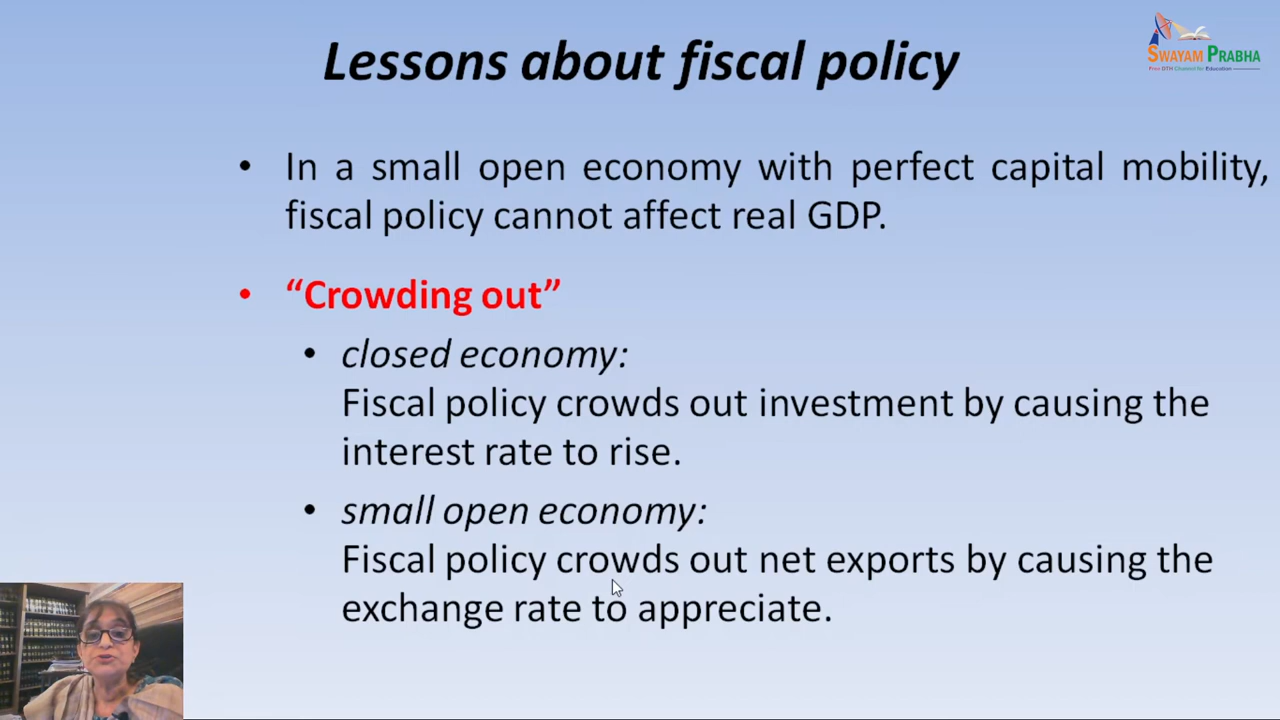 Lessons about fiscal policy
SWAYAM PRABHA
Free DTH Channel for Education
• In a small open economy with perfect capital mobility,
fiscal policy cannot affect real GDP.
• “Crowding out”
• closed economy:
Fiscal policy crowds out investment by causing the
interest rate to rise.
• small open economy:
Fiscal policy crowds out net exports by causing the
exchange rate to appreciate.